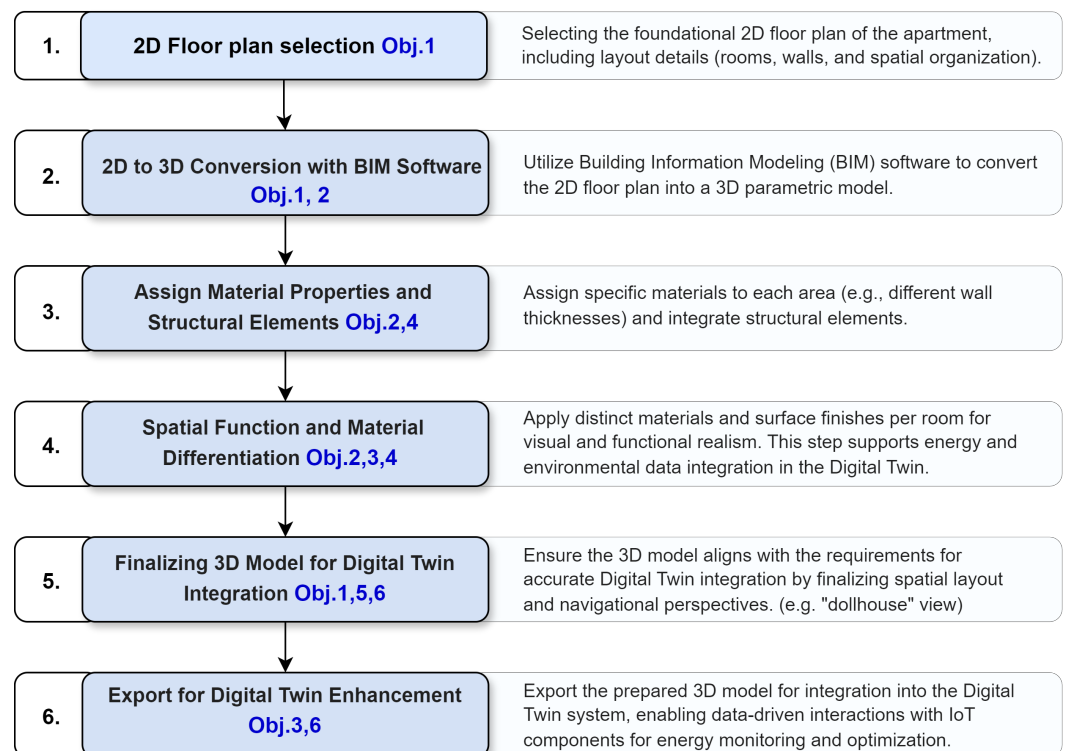 1.
2D Floor plan selection Obj.1
Selecting the foundational 2D floor plan of the apartment,
including layout details (rooms, walls, and spatial organization).
2.
2D to 3D Conversion with BIM Software
Obj.1, 2
Utilize Building Information Modeling (BIM) software to convert
the 2D floor plan into a 3D parametric model.
3.
Assign Material Properties and
Structural Elements Obj.2,4
Assign specific materials to each area (e.g., different wall
thicknesses) and integrate structural elements.
4.
Spatial Function and Material
Differentiation Obj.2,3,4
Apply distinct materials and surface finishes per room for
visual and functional realism. This step supports energy and
environmental data integration in the Digital Twin.
5.
Finalizing 3D Model for Digital Twin
Integration Obj.1,5,6
Ensure the 3D model aligns with the requirements for
accurate Digital Twin integration by finalizing spatial layout
and navigational perspectives. (e.g. "dollhouse" view)
6.
Export for Digital Twin Enhancement
Obj.3,6
Export the prepared 3D model for integration into the Digital
Twin system, enabling data-driven interactions with IoT
components for energy monitoring and optimization.